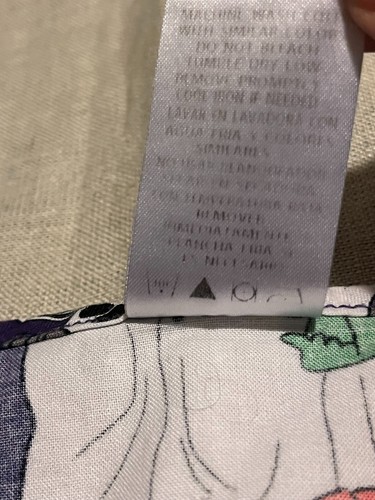 MACHINE WASH COLD
WITH SIMILAR COLOR
DO NOT BLEACH
TUMBLE DRY LOW
REMOVE PROMPTLY
COOL IRON IF NEEDED
LAVAR EN LAVADORA CON
AGUA FRIA Y COLORES
SIMILARES
NO USAR BLANQUEADOR
SECAR EN SECADORA
CON TEMPERATURA BAJA
REMOVER
INMEDIATAMENTE
PLANCHA TIBIA SI
ES NECESARIO